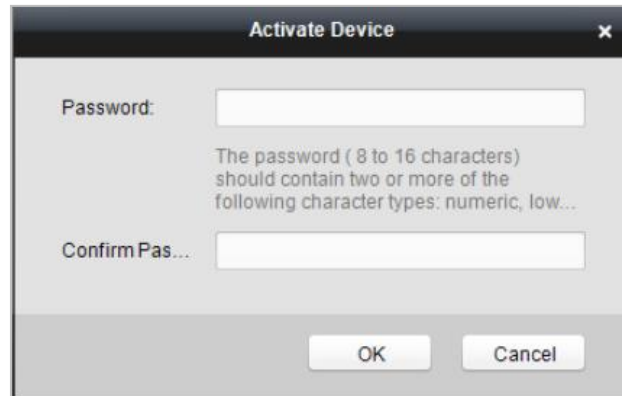 Activate Device ×
Password:
The password ( 8 to 16 characters)
should contain two or more of the
following character types: numeric, low...
Confirm Pas...
OK Cancel